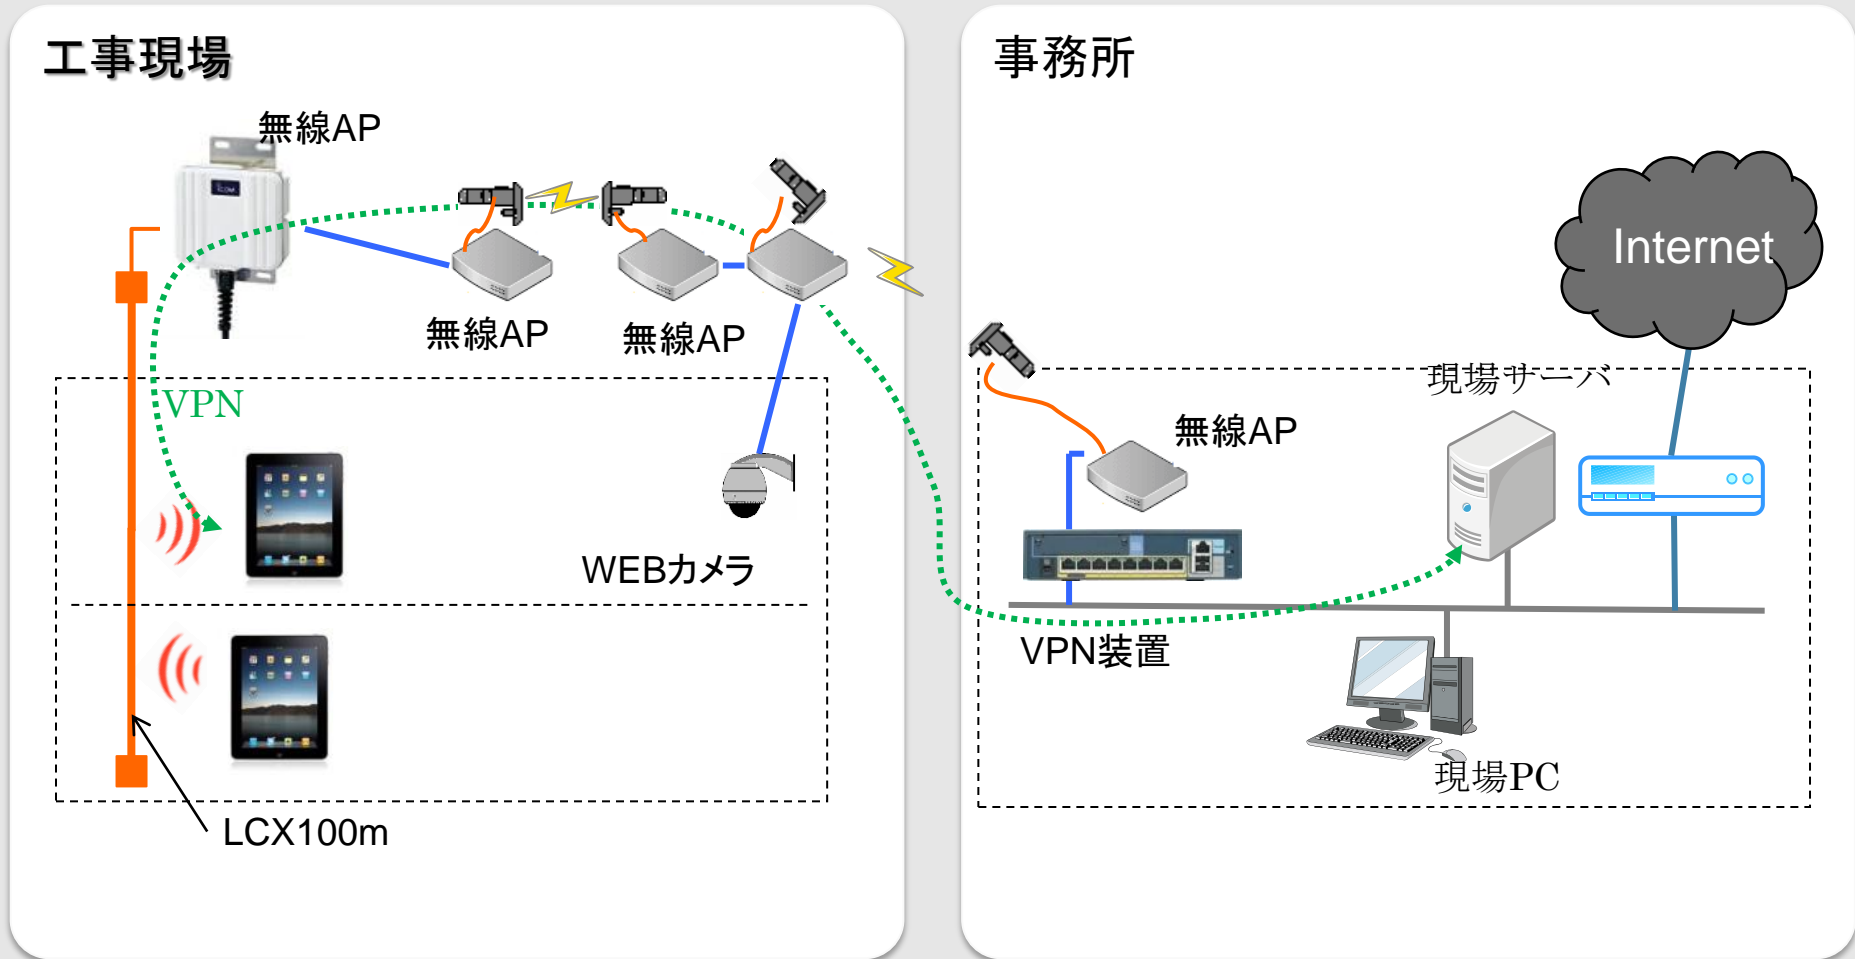 工事現場
無線AP
ICOM
無線AP
無線AP
VPN
WEBカメラ
LCX100m
事務所
Internet
現場サーバ
無線AP
VPN装置
現場PC